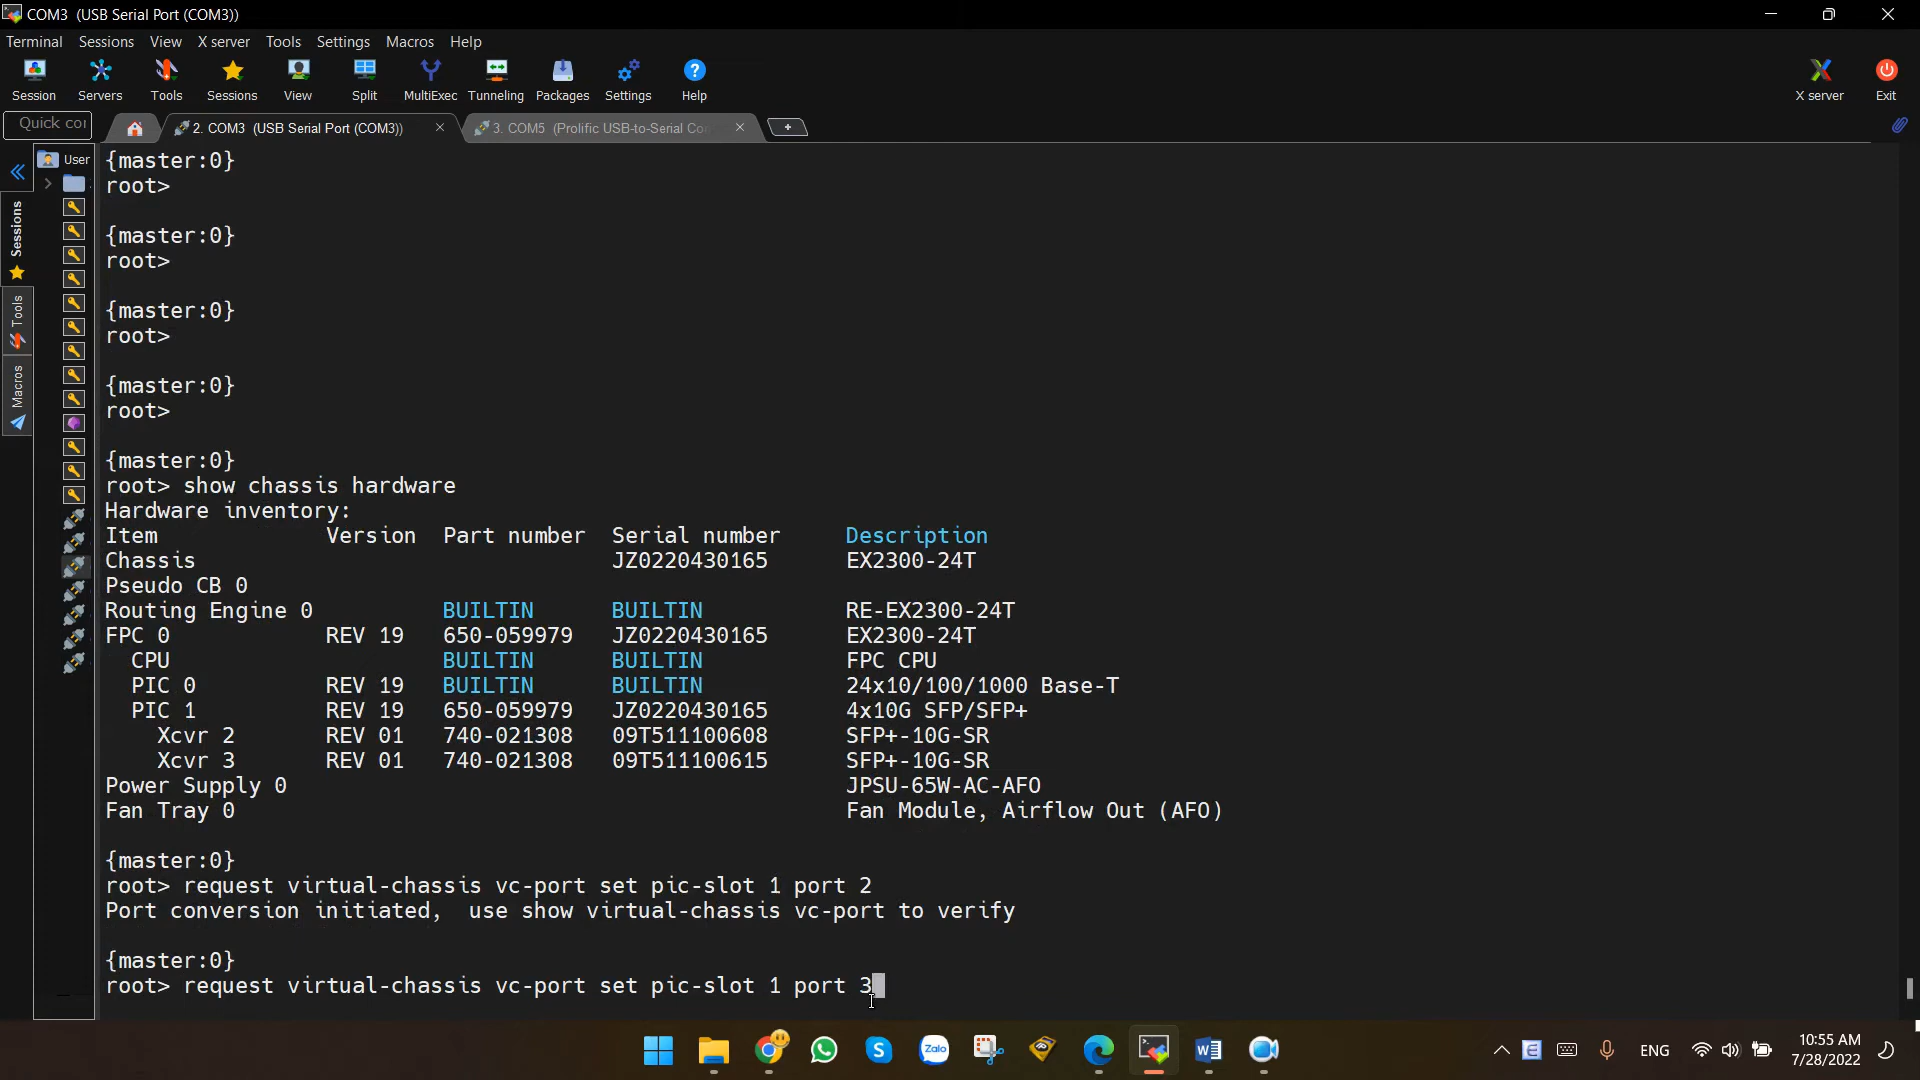 COM3 (USB Serial Port (COM3))
Terminal Sessions View X server Tools Settings Macros Help
Session Servers Tools Sessions View Split MultiExec Tunneling Packages Settings Help X server Exit
Quick cor
2. COM3 (USB Serial Port (COM3))
3. COM5 (Prolific USB-to-Serial Co
User
Sessions
Tools
Macros
{master:0}
root>
{master:0}
root>
{master:0}
root>
{master:0}
root>
{master:0}
root> show chassis hardware
Hardware inventory:
Item Version Part number Serial number Description
Chassis JZ0220430165 EX2300-24T
Pseudo CB 0
Routing Engine 0 BUILTIN BUILTIN RE-EX2300-24T
FPC 0 REV 19 650-059979 JZ0220430165 EX2300-24T
CPU BUILTIN BUILTIN FPC CPU
PIC 0 REV 19 BUILTIN BUILTIN 24x10/100/1000 Base-T
PIC 1 REV 19 650-059979 JZ0220430165 4x10G SFP/SFP+
Xcvr 2 REV 01 740-021308 09T511100608 SFP+-10G-SR
Xcvr 3 REV 01 740-021308 09T511100615 SFP+-10G-SR
Power Supply 0 JPSU-65W-AC-AFO
Fan Tray 0 Fan Module, Airflow Out (AFO)
{master:0}
root> request virtual-chassis vc-port set pic-slot 1 port 2
Port conversion initiated, use show virtual-chassis vc-port to verify
{master:0}
root> request virtual-chassis vc-port set pic-slot 1 port 3
Zalo
ENG
10:55 AM
7/28/2022